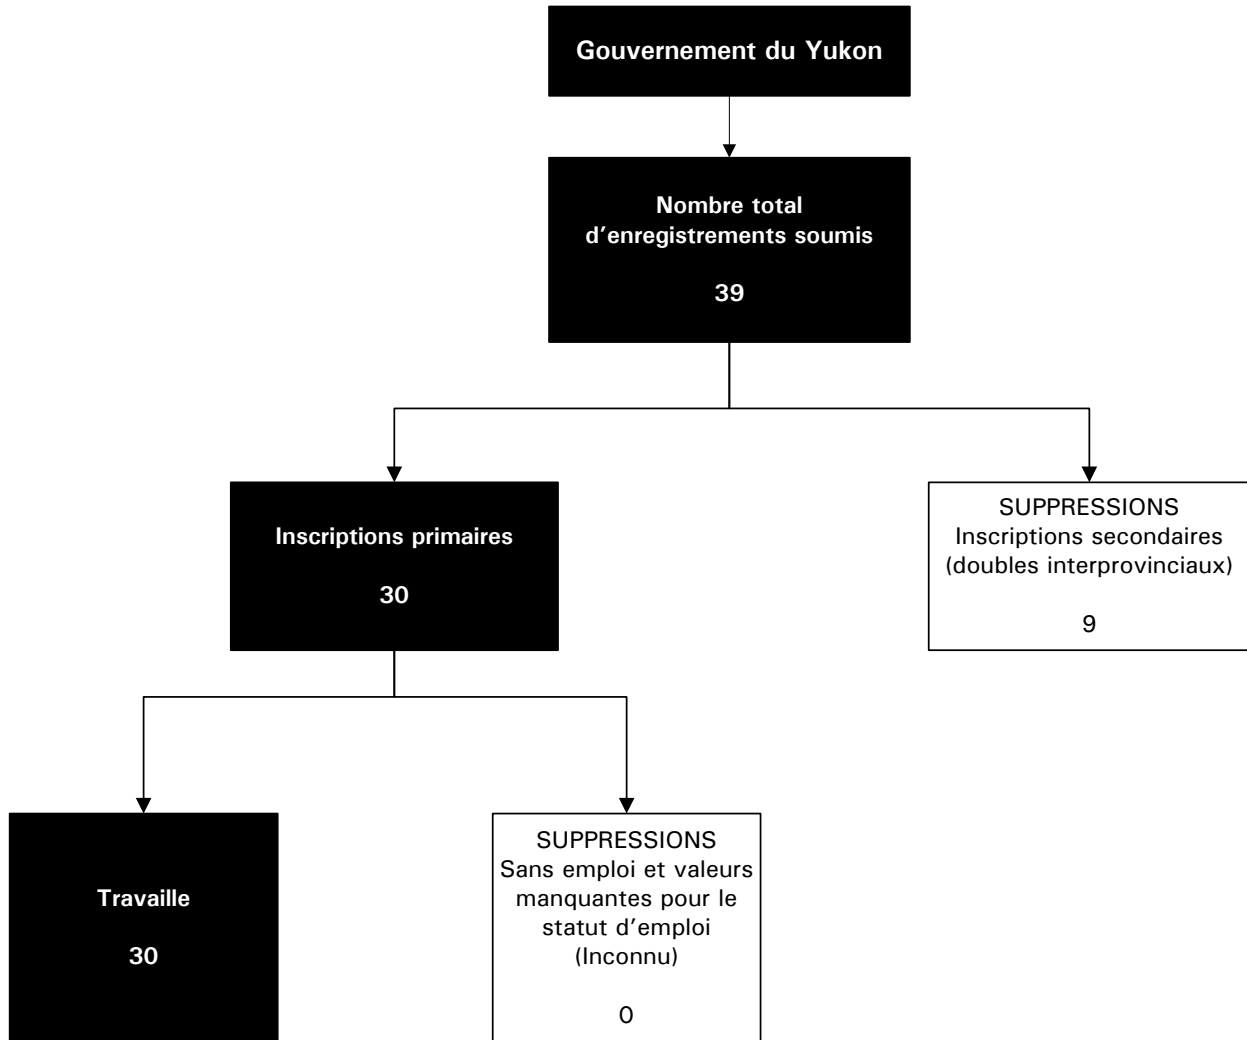 Gouvernement du Yukon
Nombre total
d'enregistrements soumis
39
Inscriptions primaires
30
SUPPRESSIONS
Inscriptions secondaires
(doubles interprovinciaux)
9
Travaille
30
SUPPRESSIONS
Sans emploi et valeurs
manquantes pour le
statut d'emploi
(Inconnu)
0